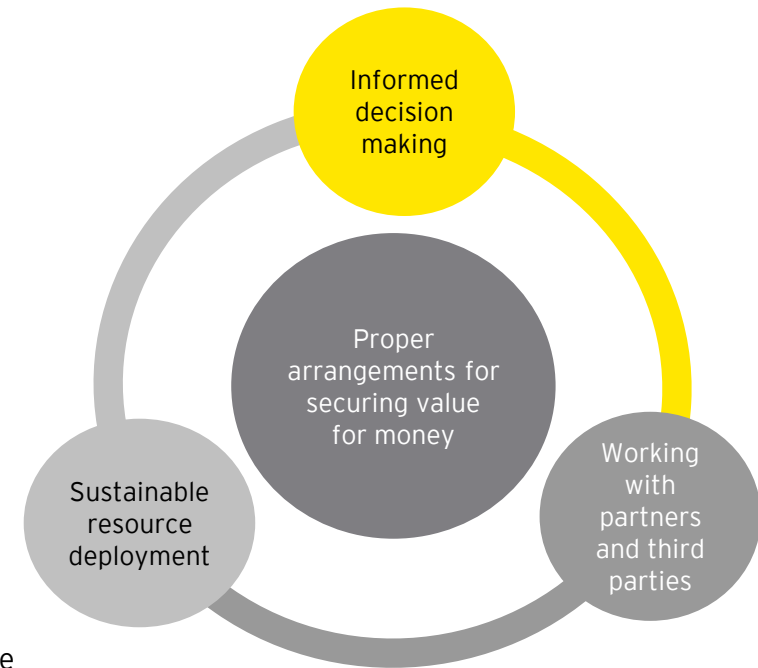 Informed
decision
making
Proper
arrangements for
securing value
for money
Sustainable
resource
deployment
Working
with
partners
and third
parties
e